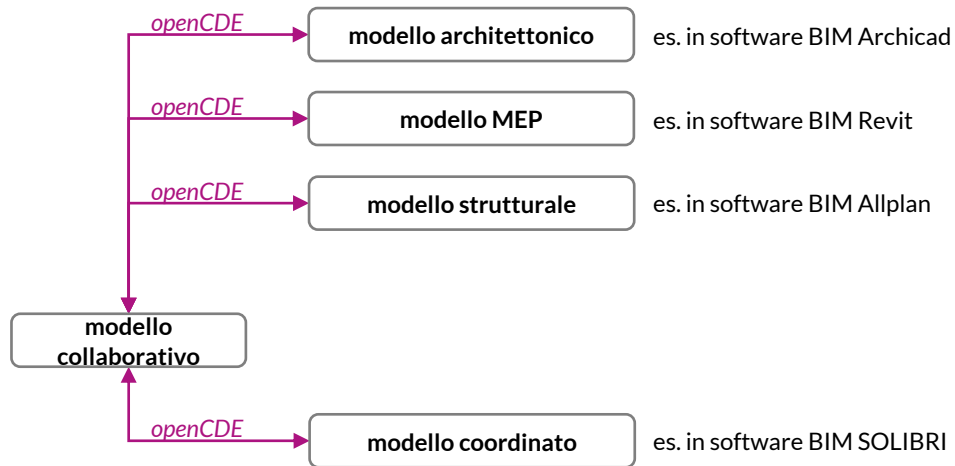 openCDE
modello architettonico
es. in software BIM Archicad
openCDE
modello MEP
es. in software BIM Revit
openCDE
modello strutturale
es. in software BIM Allplan
modello
collaborativo
openCDE
modello coordinato
es. in software BIM SOLIBRI